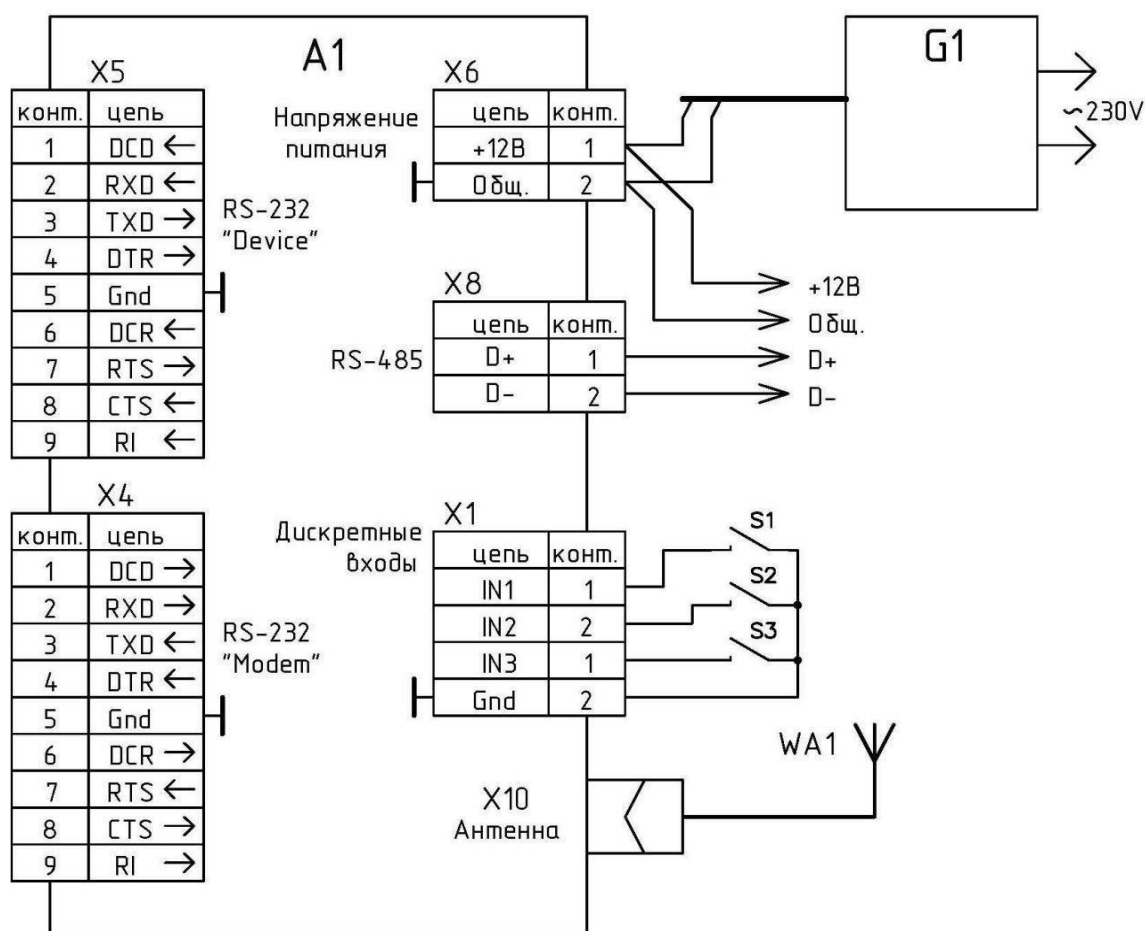 A1
G1
~230V
X5
конт. цепь
1 DCD ←
2 RXD ←
3 TXD →
4 DTR →
5 Gnd
6 DCR ←
7 RTS →
8 CTS ←
9 RI ←
RS-232
"Device"
X4
конт. цепь
1 DCD →
2 RXD →
3 TXD ←
4 DTR ←
5 Gnd
6 DCR →
7 RTS ←
8 CTS →
9 RI →
RS-232
"Modem"
Напряжение
питания
X6
цепь конт.
+12В 1
Общ. 2
+12В
Общ.
D+
D-
RS-485
X8
цепь конт.
D+ 1
D- 2
Дискретные
входы
X1
цепь конт.
IN1 1
IN2 2
IN3 1
Gnd 2
S1
S2
S3
WA1
X10
Антенна